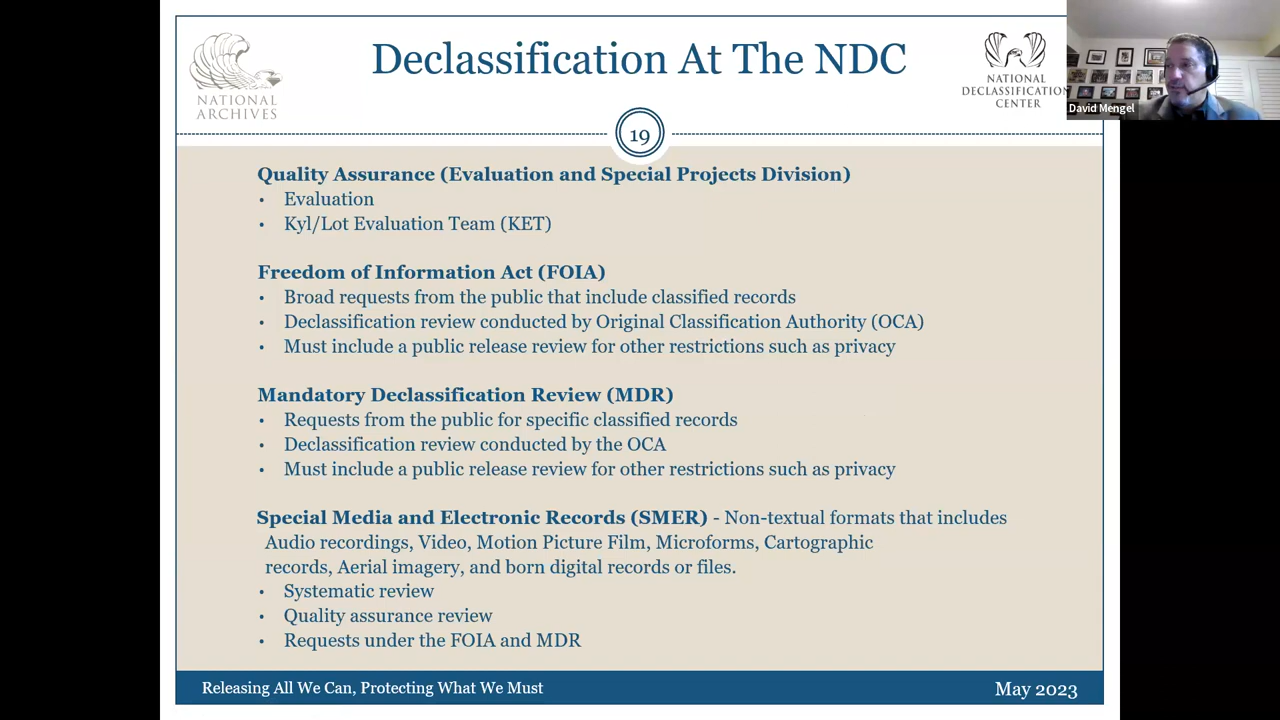 Declassification At The NDC
NATIONAL
ARCHIVES
NATIONAL
DECLASSIFICATION
CENTER
David Mengel
19
Quality Assurance (Evaluation and Special Projects Division)
• Evaluation
• Kyl/Lot Evaluation Team (KET)
Freedom of Information Act (FOIA)
• Broad requests from the public that include classified records
• Declassification review conducted by Original Classification Authority (OCA)
• Must include a public release review for other restrictions such as privacy
Mandatory Declassification Review (MDR)
• Requests from the public for specific classified records
• Declassification review conducted by the OCA
• Must include a public release review for other restrictions such as privacy
Special Media and Electronic Records (SMER) - Non-textual formats that includes
Audio recordings, Video, Motion Picture Film, Microforms, Cartographic
records, Aerial imagery, and born digital records or files.
• Systematic review
• Quality assurance review
• Requests under the FOIA and MDR
Releasing All We Can, Protecting What We Must
May 2023